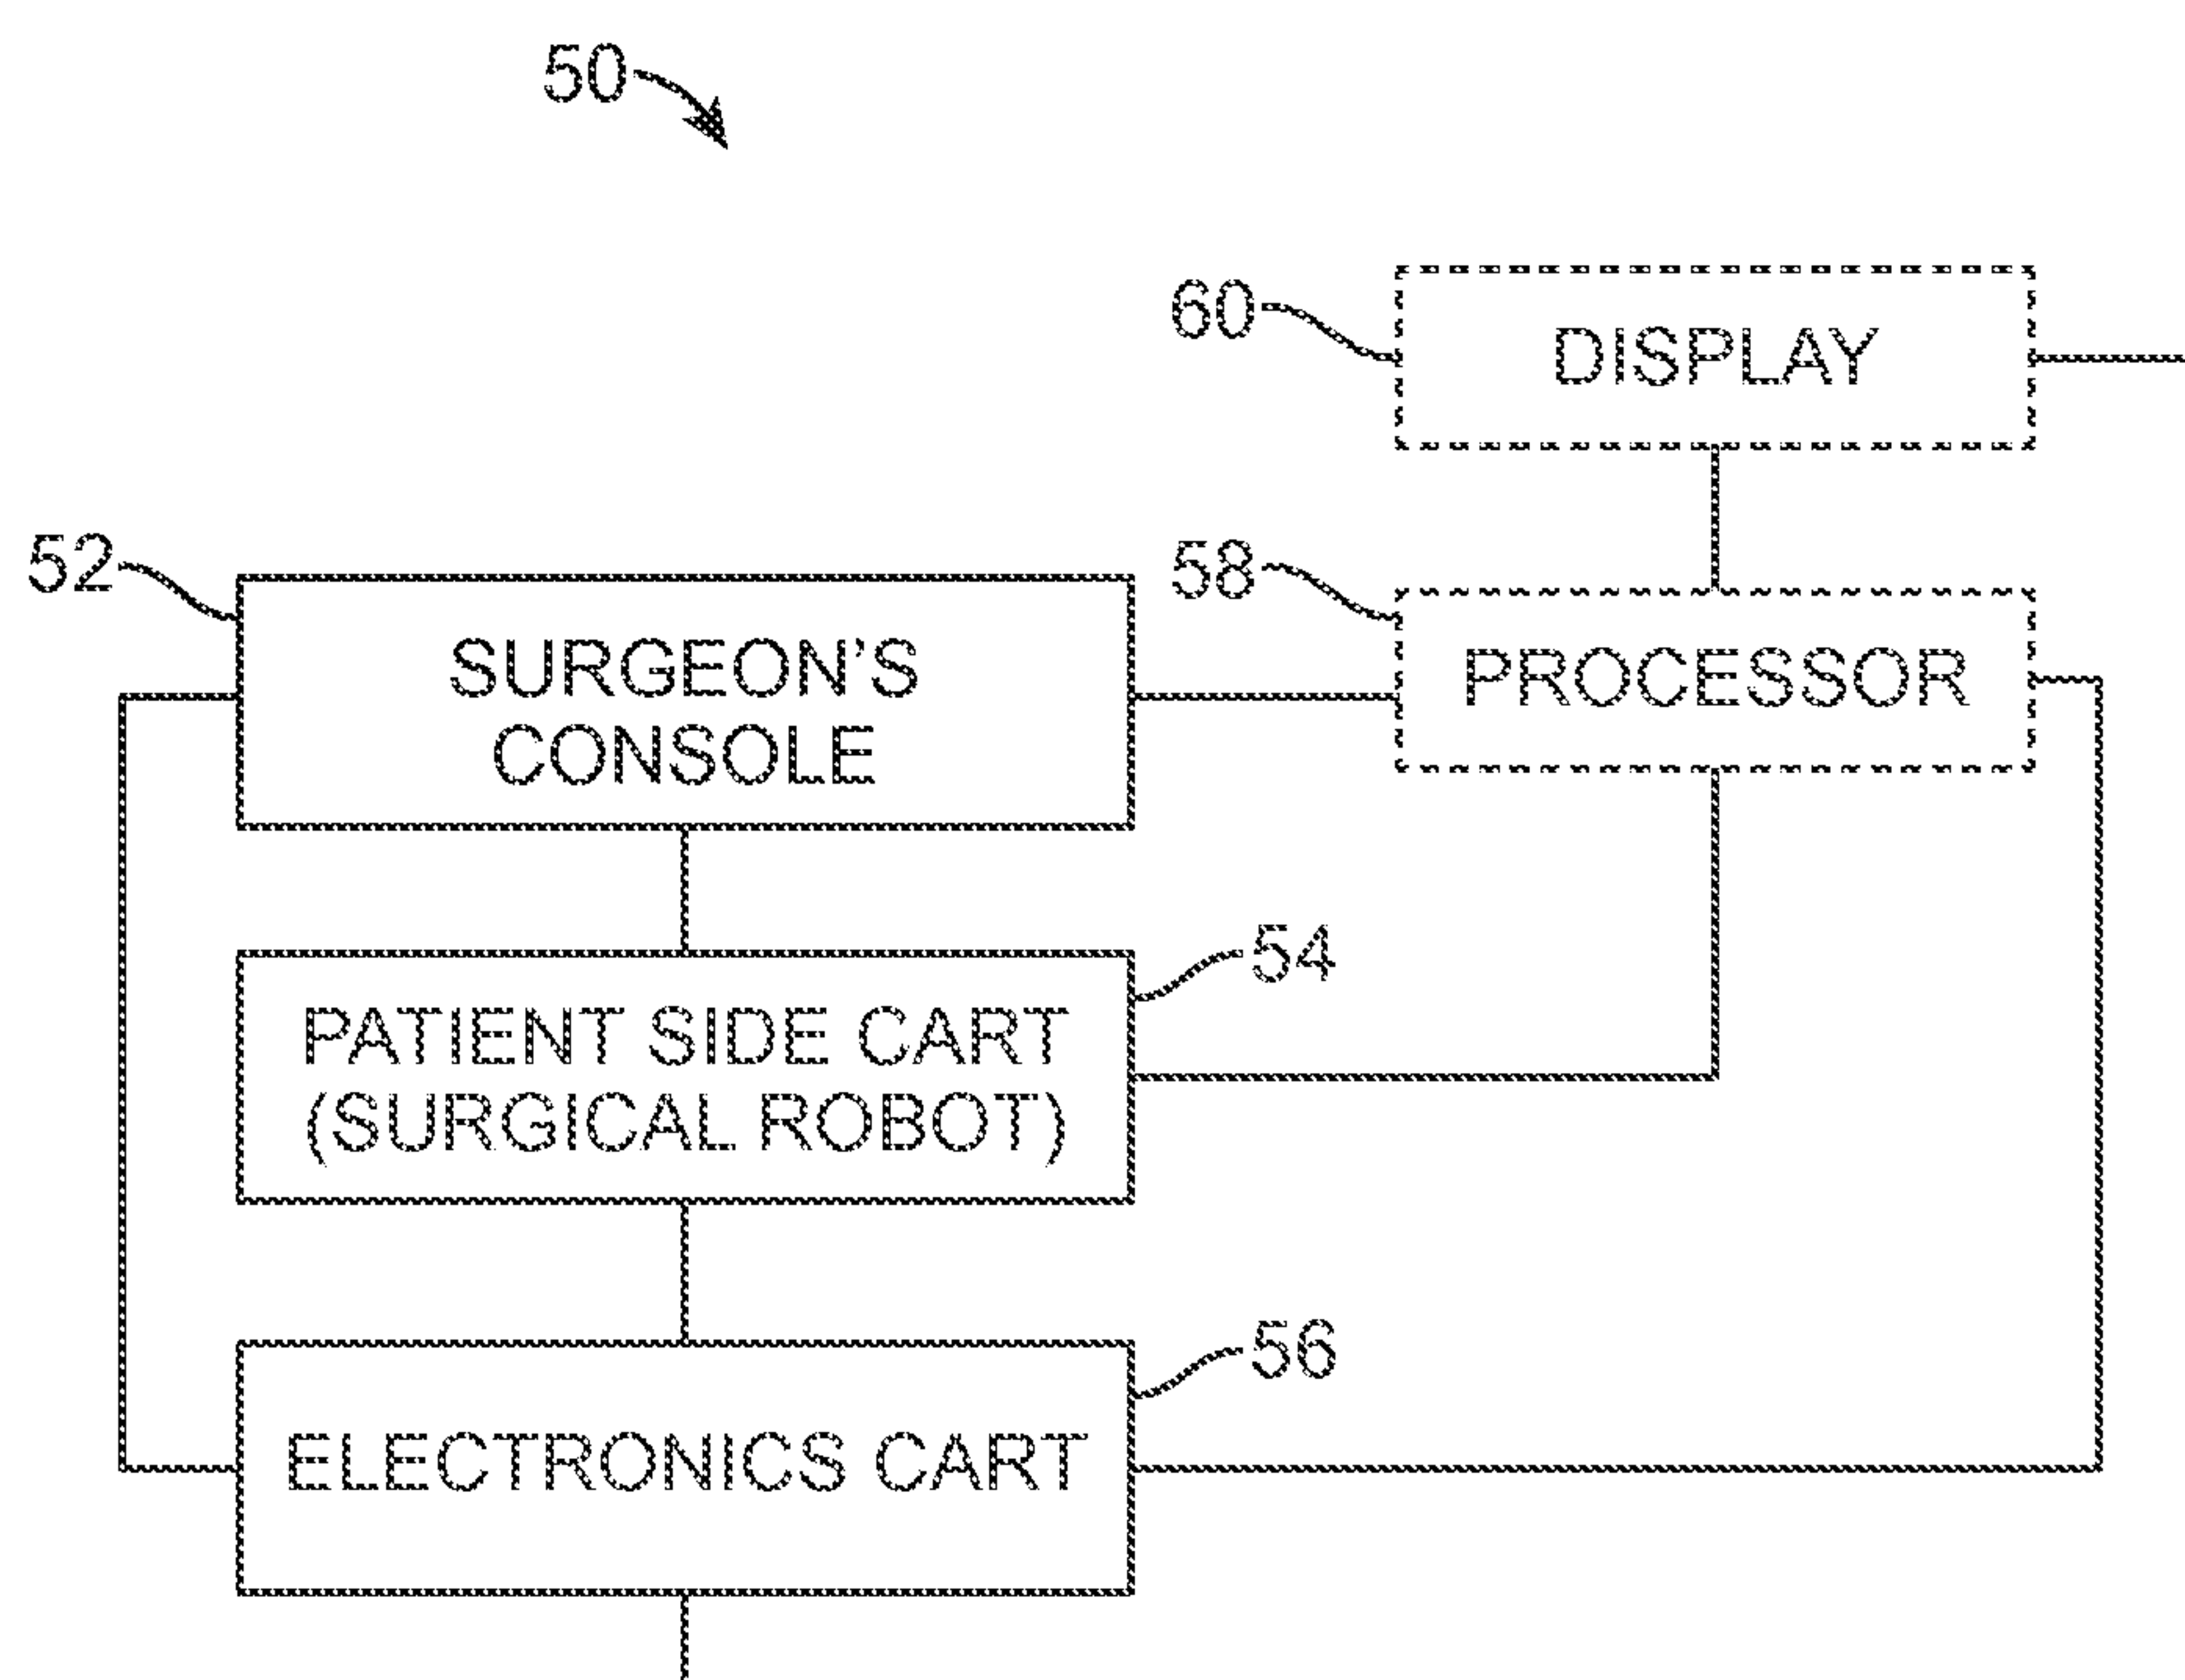 50
60
DISPLAY
52
58
SURGEON'S
CONSOLE
PROCESSOR
54
PATIENT SIDE CART
(SURGICAL ROBOT)
56
ELECTRONICS CART